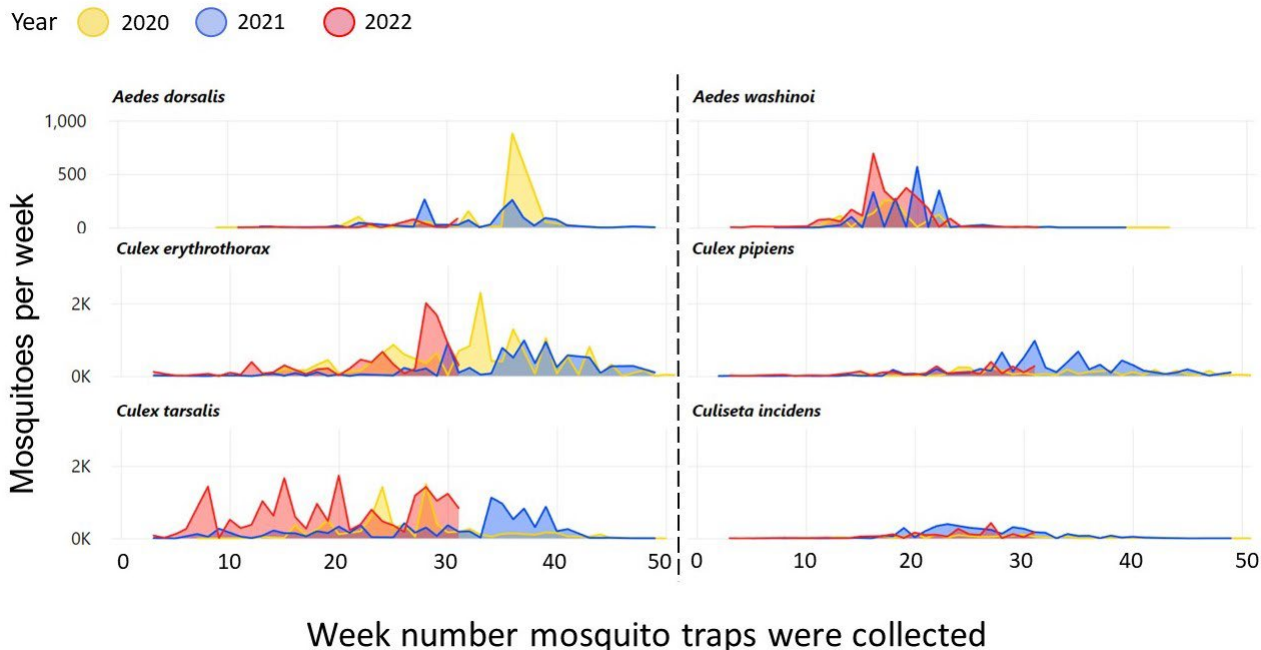 Year 2020 2021 2022
Aedes dorsalis
Aedes washinoi
1,000
500
0
Culex erythrothorax
Culex pipiens
2K
0K
Culex tarsalis
Culiseta incidens
2K
0K
0 10 20 30 40 50
0 10 20 30 40 50
Mosquitoes per week
Week number mosquito traps were collected